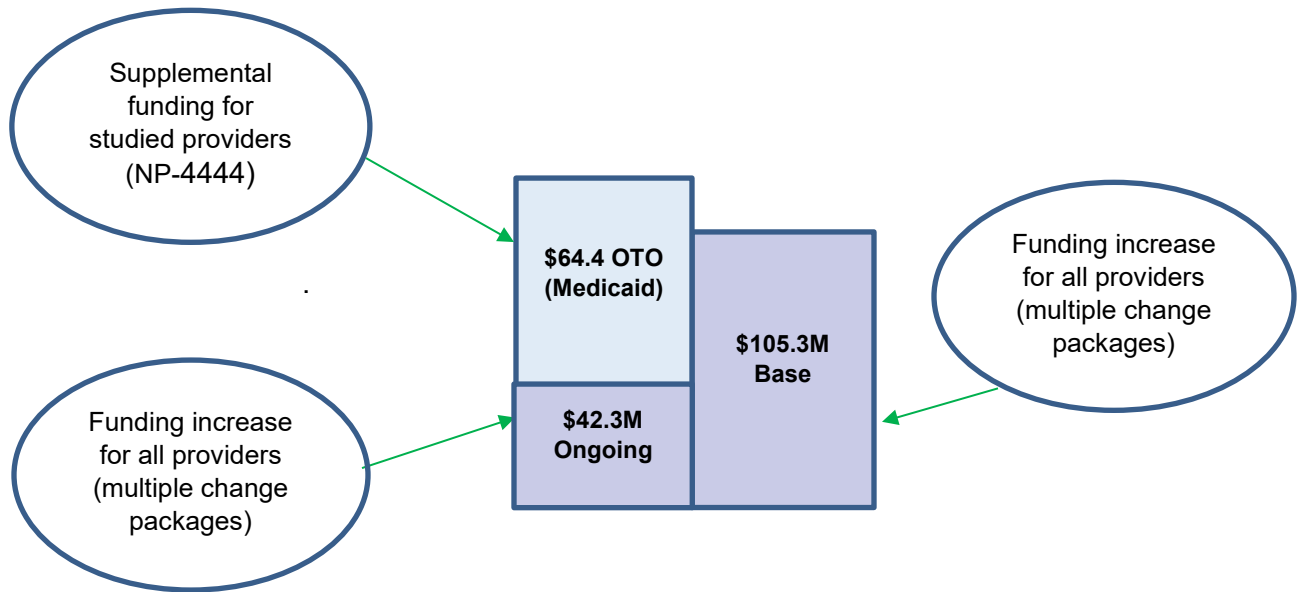 Supplemental
funding for
studied providers
(NP-4444)
.
Funding increase
for all providers
(multiple change
packages)
$64.4 OTO
(Medicaid)
$42.3M
Ongoing
$105.3M
Base
Funding increase
for all providers
(multiple change
packages)